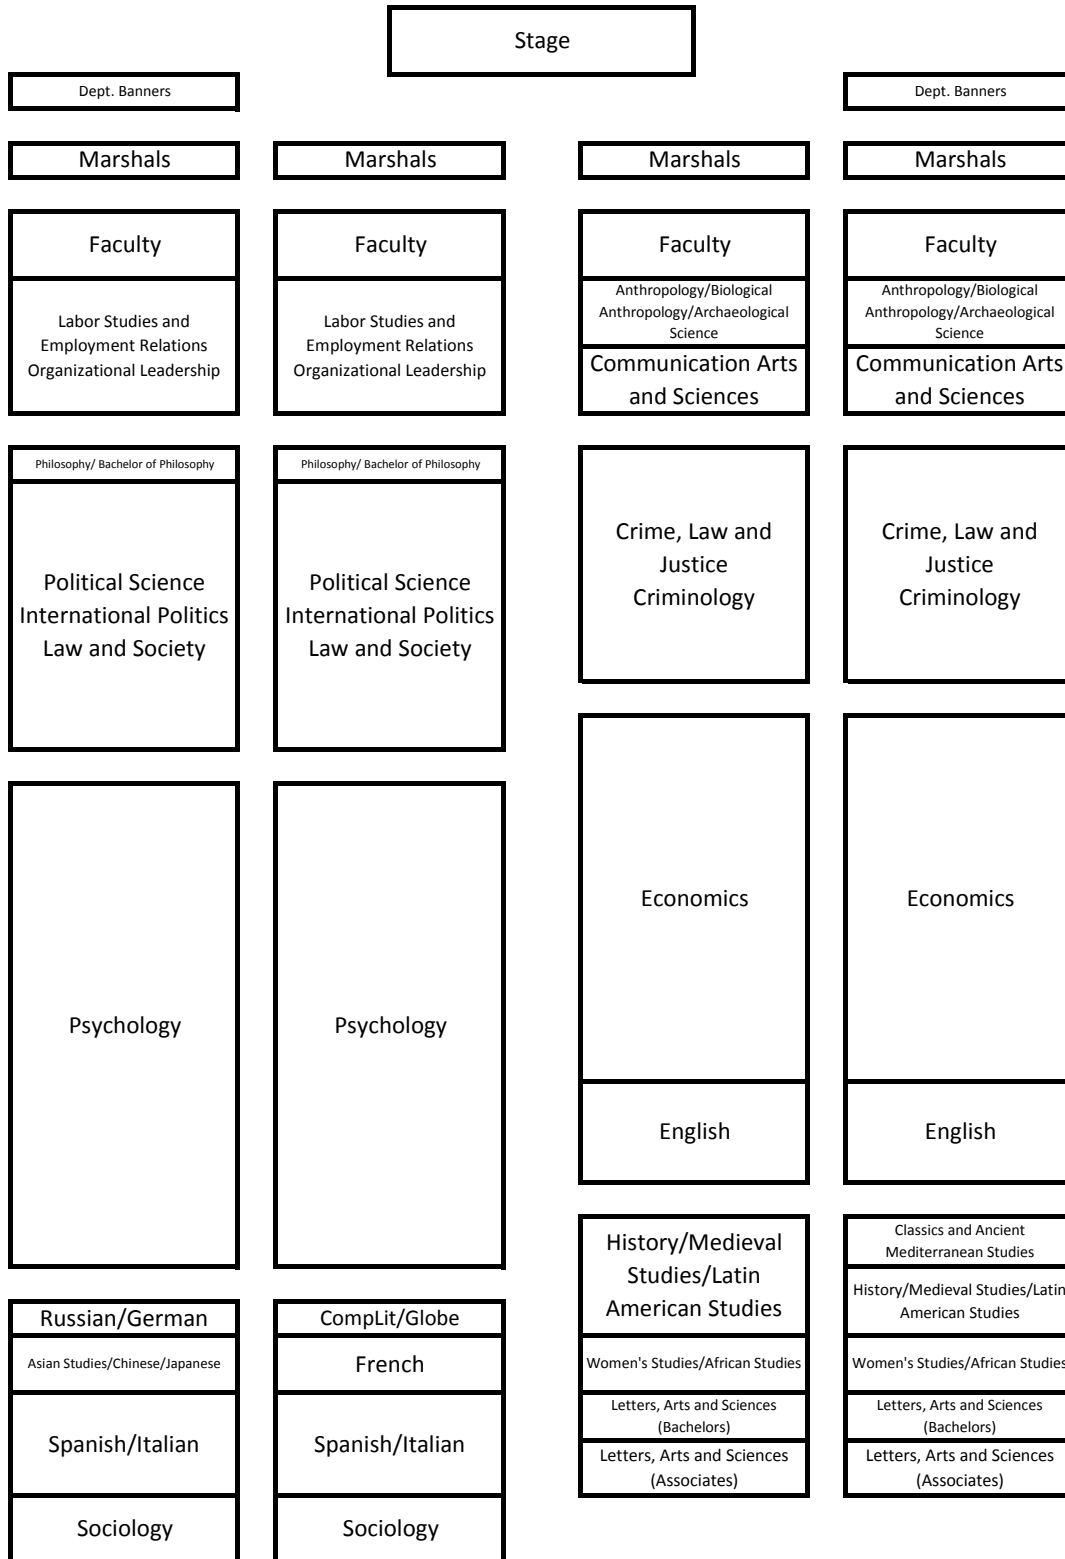 Stage
Dept. Banners
Dept. Banners
Marshals
Marshals
Marshals
Marshals
Faculty
Faculty
Faculty
Faculty
Labor Studies and
Employment Relations
Organizational Leadership
Labor Studies and
Employment Relations
Organizational Leadership
Anthropology/Biological
Anthropology/Archaeological
Science
Anthropology/Biological
Anthropology/Archaeological
Science
Communication Arts
and Sciences
Communication Arts
and Sciences
Philosophy/ Bachelor of Philosophy
Philosophy/ Bachelor of Philosophy
Political Science
International Politics
Law and Society
Political Science
International Politics
Law and Society
Crime, Law and
Justice
Criminology
Crime, Law and
Justice
Criminology
Economics
Economics
Psychology
Psychology
English
English
History/Medieval
Studies/Latin
American Studies
Classics and Ancient
Mediterranean Studies
History/Medieval Studies/Latin
American Studies
Russian/German
CompLit/Globe
Asian Studies/Chinese/Japanese
French
Women's Studies/African Studies
Women's Studies/African Studies
Spanish/Italian
Spanish/Italian
Letters, Arts and Sciences
(Bachelors)
Letters, Arts and Sciences
(Bachelors)
Letters, Arts and Sciences
(Associates)
Letters, Arts and Sciences
(Associates)
Sociology
Sociology